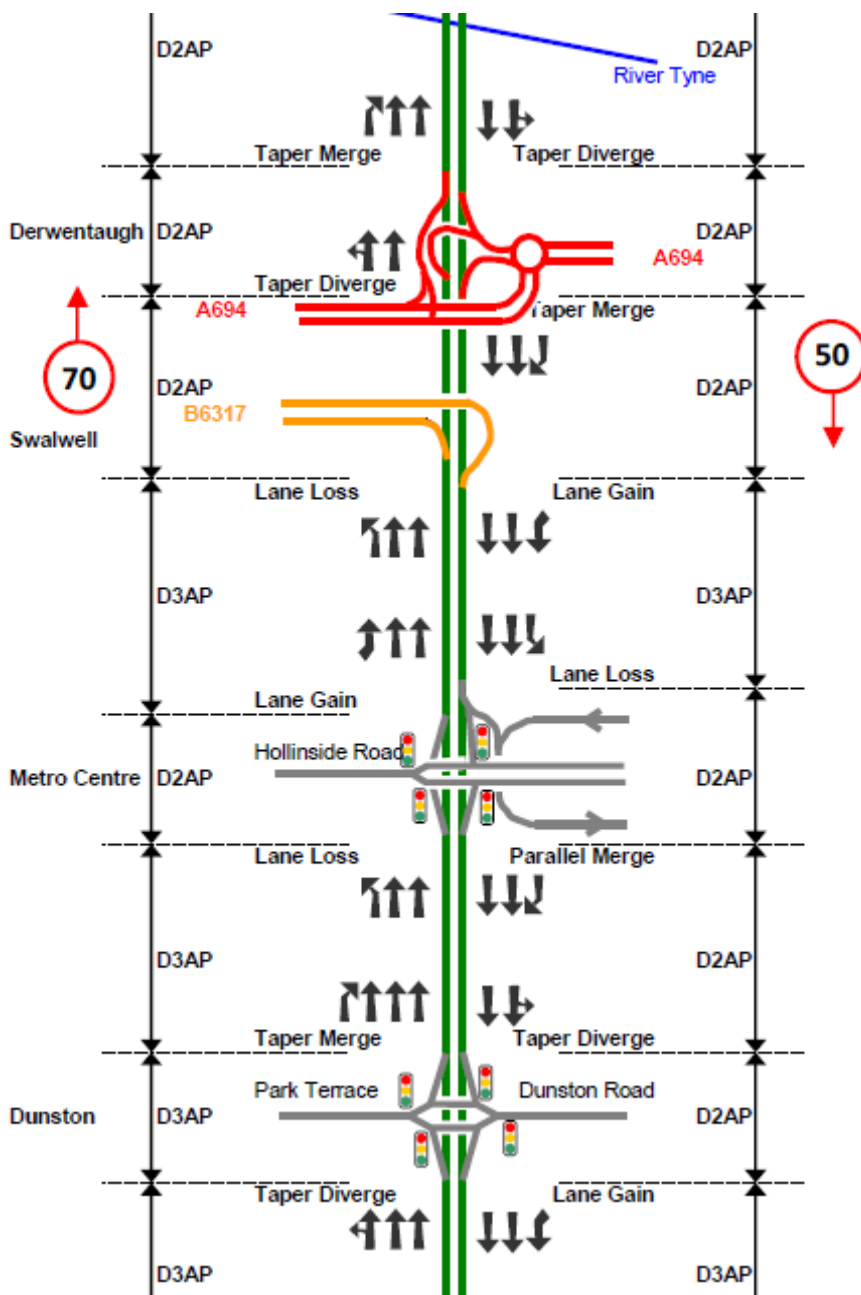 D2AP D2AP
River Tyne
Taper Merge Taper Diverge
Derwentaugh D2AP D2AP
A694
Taper Diverge
A694 Taper Merge
70 50
D2AP D2AP
B6317
Swalwell
Lane Loss Lane Gain
D3AP D3AP
Lane Loss
Lane Gain
Hollinside Road
Metro Centre D2AP D2AP
Lane Loss Parallel Merge
D3AP D2AP
Taper Merge Taper Diverge
Park Terrace Dunston Road
Dunston D3AP D2AP
Taper Diverge Lane Gain
D3AP D3AP